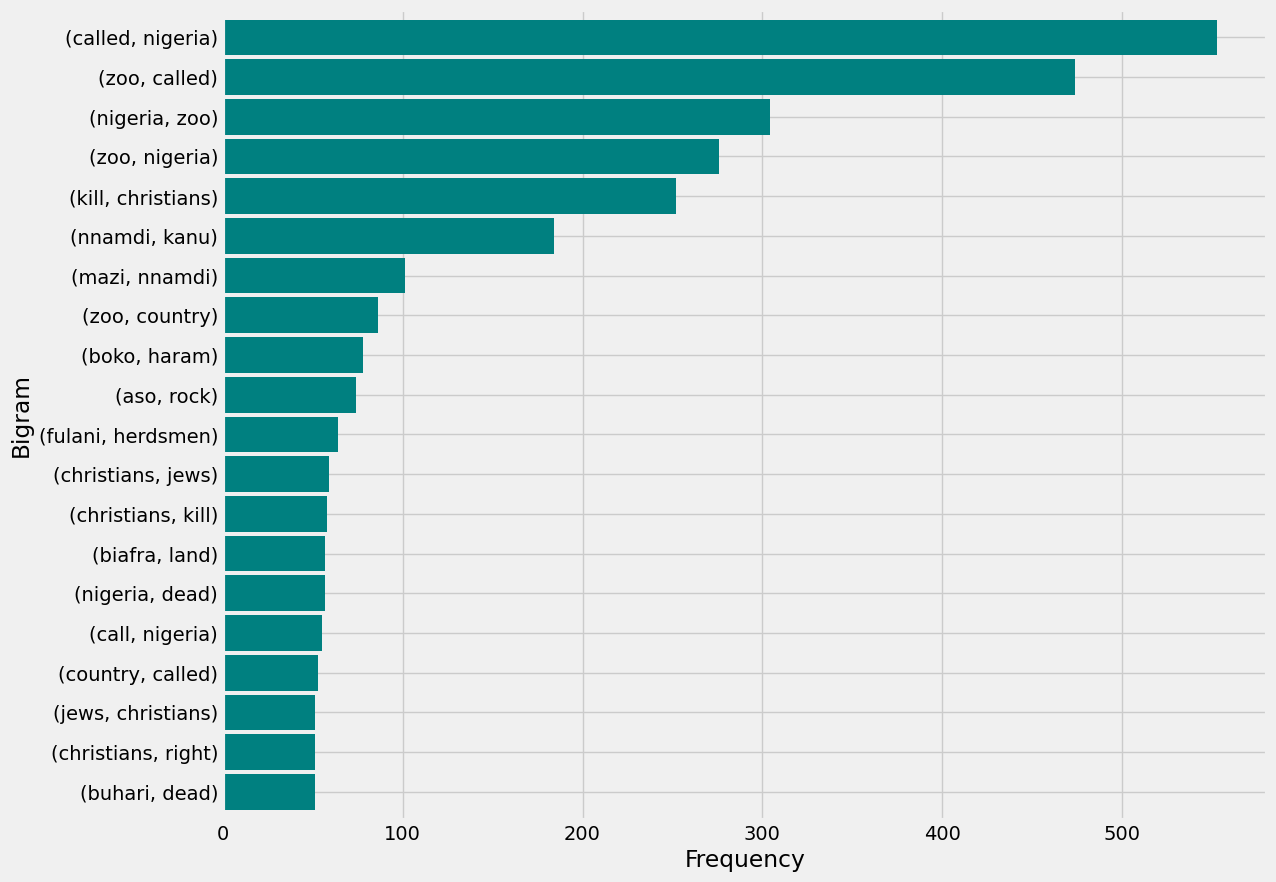 (called, nigeria)
(zoo, called)
(nigeria, zoo)
(zoo, nigeria)
(kill, christians)
(nnamdi, kanu)
(mazi, nnamdi)
(zoo, country)
(boko, haram)
(aso, rock)
(fulani, herdsmen)
(christians, jews)
(christians, kill)
(biafra, land)
(nigeria, dead)
(call, nigeria)
(country, called)
(jews, christians)
(christians, right)
(buhari, dead)
Bigram
0 100 200 300 400 500
Frequency